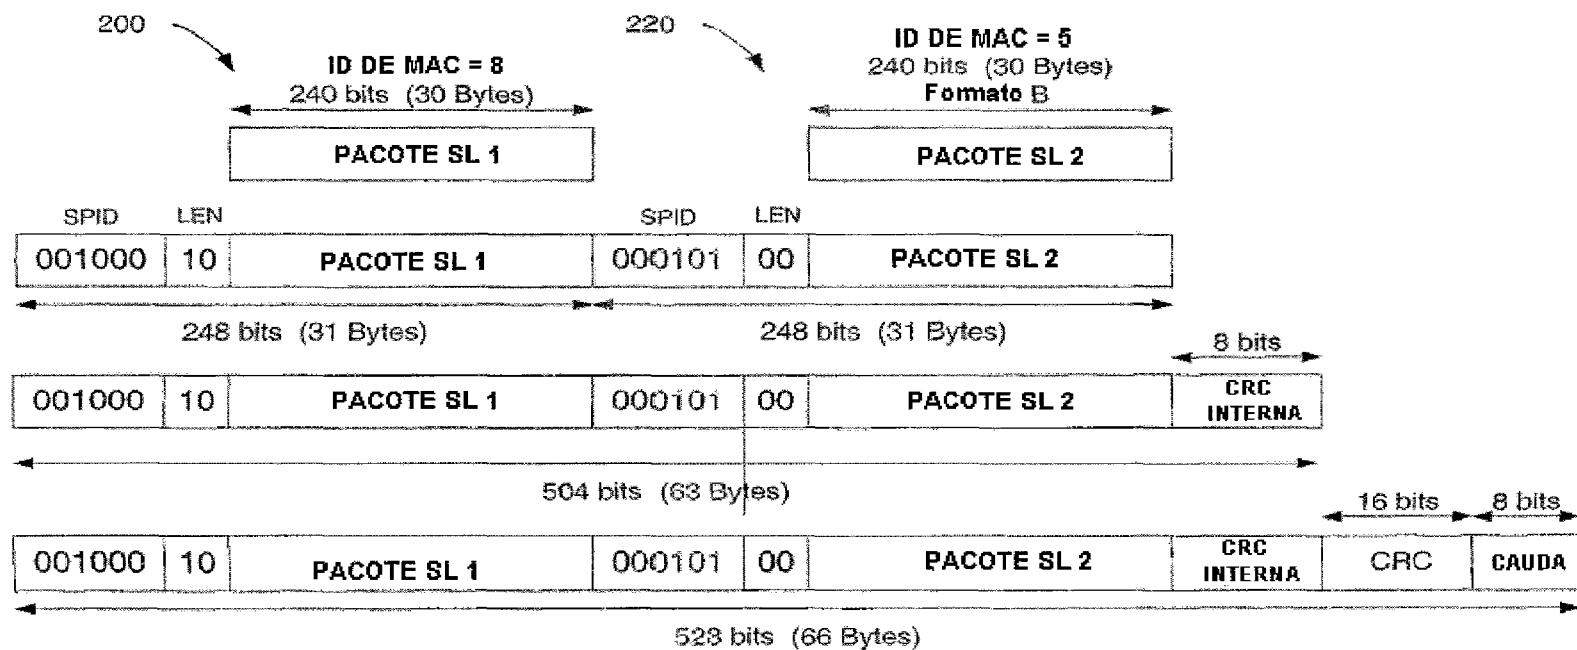 200
220
ID DE MAC = 8
240 bits (30 Bytes)
ID DE MAC = 5
240 bits (30 Bytes)
Formato B
PACOTE SL 1
PACOTE SL 2
SPID LEN SPID LEN
001000 10 PACOTE SL 1 000101 00 PACOTE SL 2
248 bits (31 Bytes) 248 bits (31 Bytes)
8 bits
001000 10 PACOTE SL 1 000101 00 PACOTE SL 2 CRC INTERNA
504 bits (63 Bytes)
16 bits 8 bits
001000 10 PACOTE SL 1 000101 00 PACOTE SL 2 CRC INTERNA CRC CAUDA
528 bits (66 Bytes)